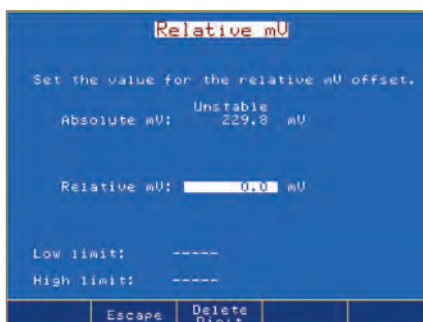 Relative mV
Set the value for the relative mV offset.
Unstable
Absolute mV: 229.8 mV
Relative mV: 0.0 mV
Low limit: -----
High limit: -----
Escape Delete
Digit